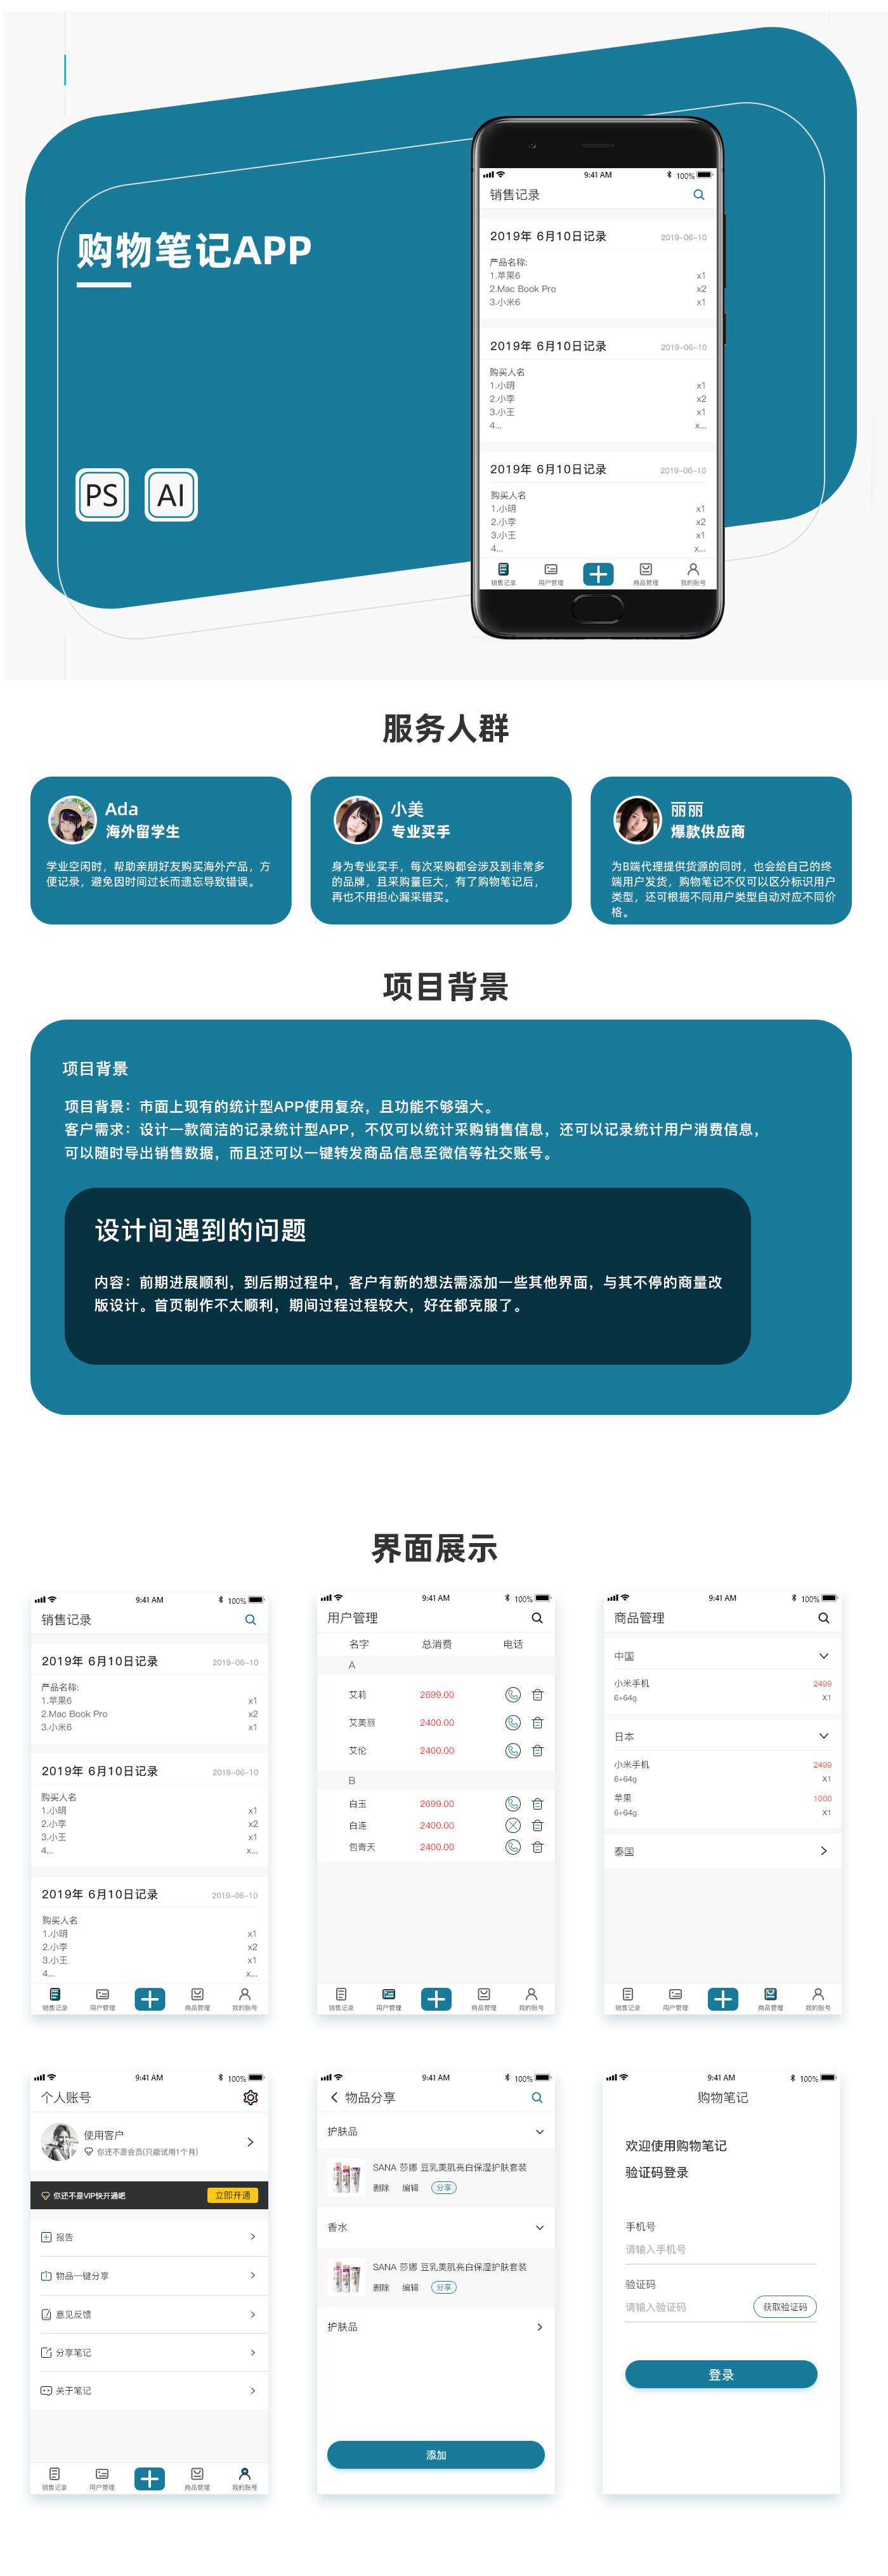 购物笔记APP
PS AI
9:41 AM 100%
销售记录
2019年 6月10日记录 2019-06-10
产品名称:
1.苹果6 x1
2.Mac Book Pro x2
3.小米6 x1
2019年 6月10日记录 2019-06-10
购买人名
1.小明 x1
2.小李 x2
3.小王 x1
4... x...
2019年 6月10日记录 2019-06-10
购买人名
1.小明 x1
2.小李 x2
3.小王 x1
4... x...
销售记录 用户管理 商品管理 我的账号
服务人群
Ada
海外留学生
学业空闲时，帮助亲朋好友购买海外产品，方
便记录，避免因时间过长而遗忘导致错误。
小美
专业买手
身为专业买手，每次采购都会涉及到非常多
的品牌，且采购量巨大，有了购物笔记后，
再也不用担心漏采错买。
丽丽
爆款供应商
为B端代理提供货源的同时，也会给自己的终
端用户发货，购物笔记不仅可以区分标识用户
类型，还可根据不同用户类型自动对应不同价
格。
项目背景
项目背景
项目背景：市面上现有的统计型APP使用复杂，且功能不够强大。
客户需求：设计一款简洁的记录统计型APP，不仅可以统计采购销售信息，还可以记录统计用户消费信息，
可以随时导出销售数据，而且还可以一键转发商品信息至微信等社交账号。
设计间遇到的问题
内容：前期进展顺利，到后期过程中，客户有新的想法需添加一些其他界面，与其不停的商量改
版设计。首页制作不太顺利，期间过程过程较大，好在都克服了。
界面展示
9:41 AM 100%
销售记录
2019年 6月10日记录 2019-06-10
产品名称:
1.苹果6 x1
2.Mac Book Pro x2
3.小米6 x1
2019年 6月10日记录 2019-06-10
购买人名
1.小明 x1
2.小李 x2
3.小王 x1
4... x...
2019年 6月10日记录 2019-06-10
购买人名
1.小明 x1
2.小李 x2
3.小王 x1
4... x...
销售记录 用户管理 商品管理 我的账号
9:41 AM 100%
用户管理
名字 总消费 电话
A
艾莉 2699.00
艾美丽 2400.00
艾伦 2400.00
B
白玉 2699.00
白连 2400.00
包青天 2400.00
销售记录 用户管理 商品管理 我的账号
9:41 AM 100%
商品管理
中国
小米手机 2499
6+64g X1
日本
小米手机 2499
6+64g X1
苹果 1000
6+64g X1
泰国
销售记录 用户管理 商品管理 我的账号
9:41 AM 100%
个人账号
使用客户
你还不是会员(只能试用1个月)
你还不是VIP快开通吧 立即开通
报告
物品一键分享
意见反馈
分享笔记
关于笔记
销售记录 用户管理 商品管理 我的账号
9:41 AM 100%
物品分享
护肤品
SANA 莎娜 豆乳美肌亮白保湿护肤套装
删除 编辑 分享
香水
SANA 莎娜 豆乳美肌亮白保湿护肤套装
删除 编辑 分享
护肤品
添加
9:41 AM 100%
购物笔记
欢迎使用购物笔记
验证码登录
手机号
请输入手机号
验证码
请输入验证码 获取验证码
登录